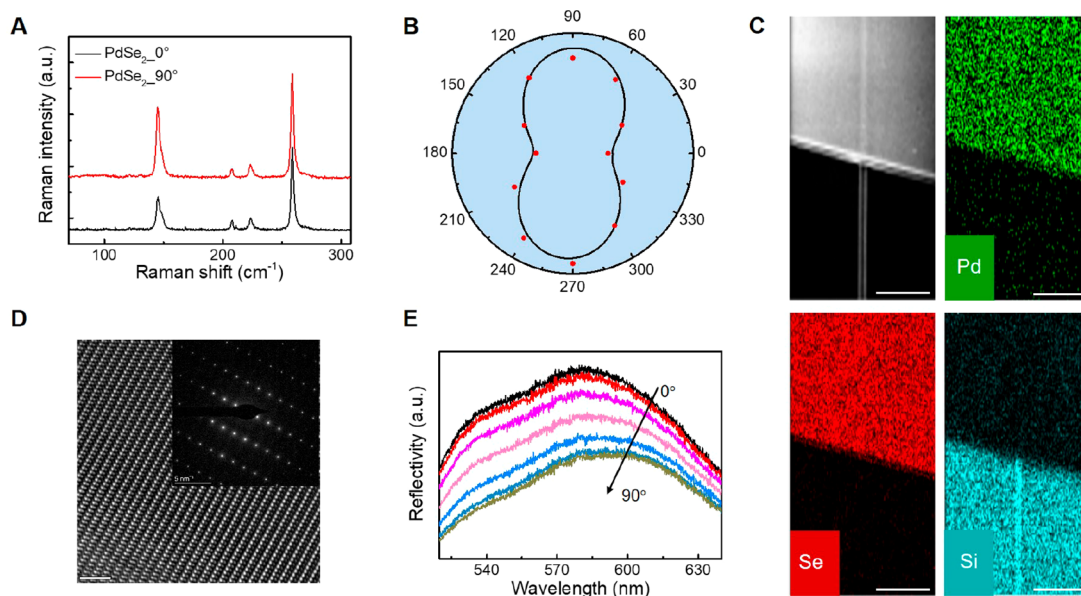 A
PdSe2_0°
PdSe2_90°
Raman intensity (a.u.)
100
200
300
Raman shift (cm-1)
B
90
60
30
0
330
300
270
240
210
180
150
120
C
Pd
Se
Si
D
5 nm-1
E
0°
90°
Reflectivity (a.u.)
540
570
600
630
Wavelength (nm)